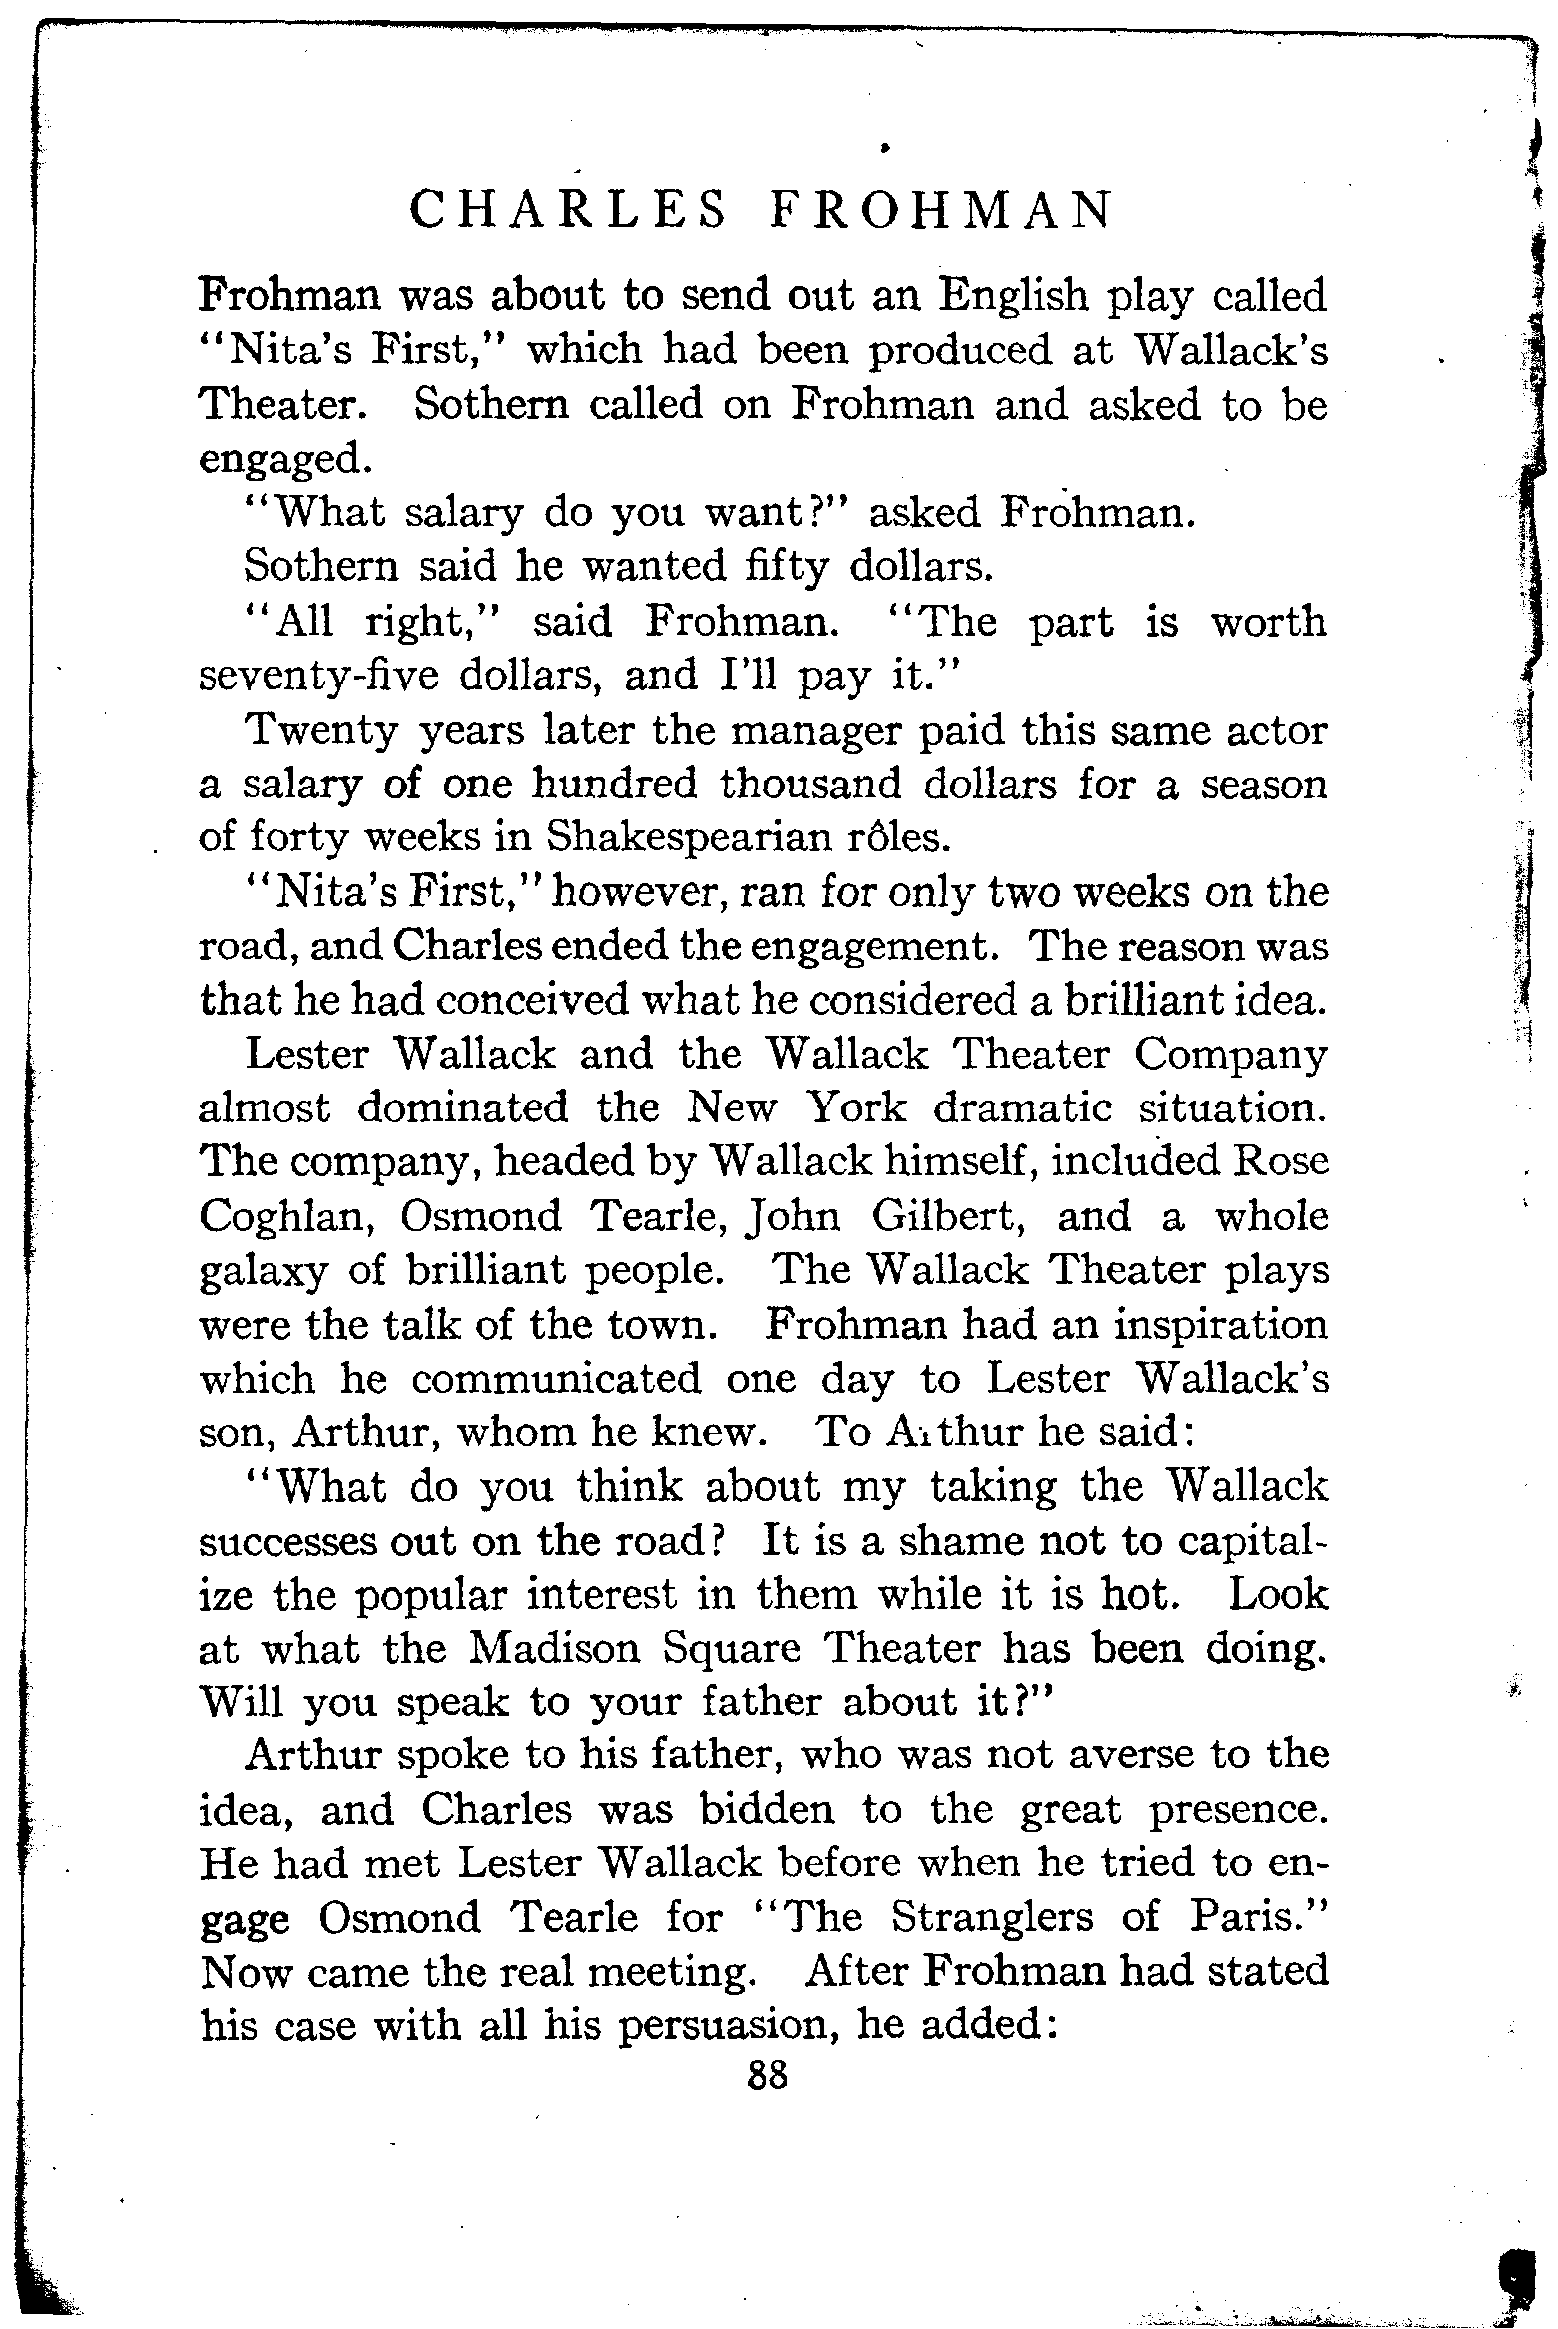 CHARLES FROHMAN
Frohman was about to send out an English play called
"Nita's First," which had been produced at Wallack's
Theater. Sothern called on Frohman and asked to be
engaged.
"What salary do you want?" asked Frohman.
Sothern said he wanted fifty dollars.
"All right," said Frohman. "The part is worth
seventy-five dollars, and I'll pay it."
Twenty years later the manager paid this same actor
a salary of one hundred thousand dollars for a season
of forty weeks in Shakespearian rôles.
"Nita's First," however, ran for only two weeks on the
road, and Charles ended the engagement. The reason was
that he had conceived what he considered a brilliant idea.
Lester Wallack and the Wallack Theater Company
almost dominated the New York dramatic situation.
The company, headed by Wallack himself, included Rose
Coghlan, Osmond Tearle, John Gilbert, and a whole
galaxy of brilliant people. The Wallack Theater plays
were the talk of the town. Frohman had an inspiration
which he communicated one day to Lester Wallack's
son, Arthur, whom he knew. To Arthur he said:
"What do you think about my taking the Wallack
successes out on the road? It is a shame not to capital-
ize the popular interest in them while it is hot. Look
at what the Madison Square Theater has been doing.
Will you speak to your father about it?"
Arthur spoke to his father, who was not averse to the
idea, and Charles was bidden to the great presence.
He had met Lester Wallack before when he tried to en-
gage Osmond Tearle for "The Stranglers of Paris."
Now came the real meeting. After Frohman had stated
his case with all his persuasion, he added:
88